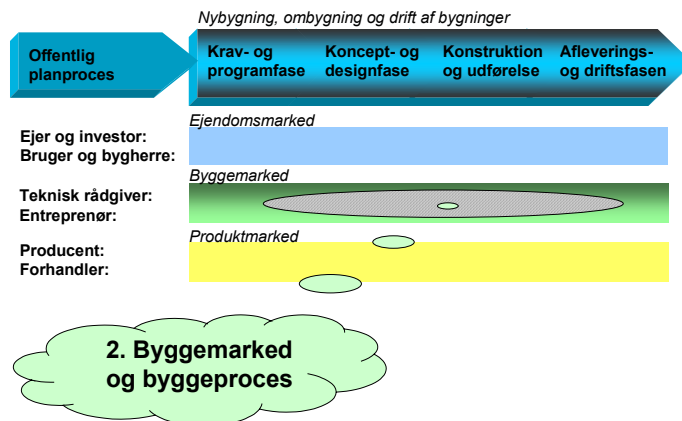 Nybygning, ombygning og drift af bygninger
Offentlig
planproces
Krav- og
programfase
Koncept- og
designfase
Konstruktion
og udførelse
Afleverings-
og driftsfasen
Ejendomsmarked
Ejer og investor:
Bruger og bygherre:
Byggemarked
Teknisk rådgiver:
Entreprenør:
Produktmarked
Producent:
Forhandler:
2. Byggemarked
og byggeproces